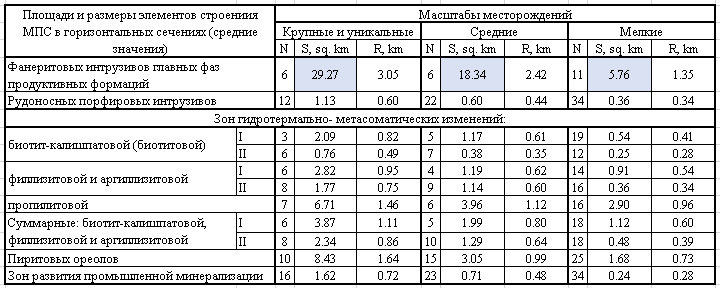 Площади и размеры элементов строениия МПС в горизонтальных сечениях (средние значения) Масштабы месторождений
Крупные и уникальные Средние Мелкие
N S, sq. km R, km N S, sq. km R, km N S, sq. km R, km
Фанеритовых интрузивов главных фаз продуктивных формаций 6 29.27 3.05 6 18.34 2.42 11 5.76 1.35
Рудоносных порфировых интрузивов 12 1.13 0.60 22 0.60 0.44 34 0.36 0.34
Зон гидротермально- метасоматических изменений:
биотит-калишпатовой (биотитовой) I 3 2.09 0.82 5 1.17 0.61 19 0.54 0.41
II 6 0.76 0.49 7 0.38 0.35 12 0.25 0.28
филлизитовой и аргиллизитовой I 6 2.82 0.95 4 1.19 0.62 14 0.91 0.54
II 8 1.77 0.75 9 1.14 0.60 16 0.36 0.34
пропилитовой 7 6.71 1.46 6 3.96 1.12 16 2.90 0.96
Суммарные: биотит-калишпатовой, филлизитовой и аргиллизитовой I 6 3.87 1.11 5 1.99 0.80 18 1.12 0.60
II 8 2.34 0.86 10 1.29 0.64 18 0.48 0.39
Пиритовых ореолов 10 8.43 1.64 15 3.05 0.99 25 1.68 0.73
Зон развития промышленной минерализации 16 1.62 0.72 23 0.71 0.48 34 0.24 0.28